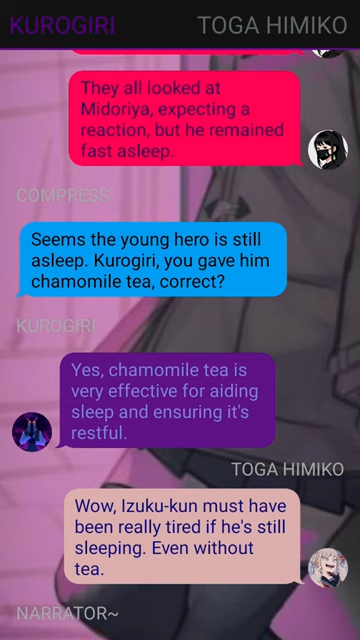 KUROGIRI TOGA HIMIKO
They all looked at
Midoriya, expecting a
reaction, but he remained
fast asleep.
COMPRESS
Seems the young hero is still
asleep. Kurogiri, you gave him
chamomile tea, correct?
KUROGIRI
Yes, chamomile tea is
very effective for aiding
sleep and ensuring it's
restful.
TOGA HIMIKO
Wow, Izuku-kun must have
been really tired if he's still
sleeping. Even without
tea.
NARRATOR~